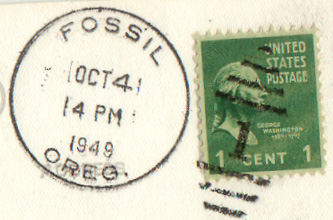 FOSSIL
OCT 4
14 PM
1949
OREG.
UNITED
STATES
POSTAGE
GEORGE
WASHINGTON
1 CENT 1